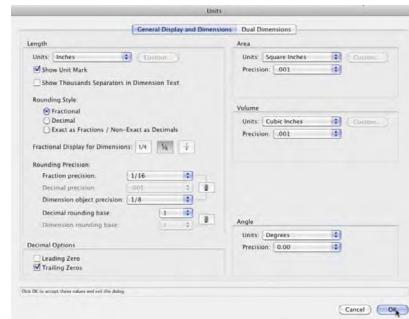 Units
General Display and Dimensions
Dual Dimensions
Length
Units: Inches
Custom...
Show Unit Mark
Show Thousands Separators in Dimension Text
Rounding Style:
Fractional
Decimal
Exact as Fractions / Non-Exact as Decimals
Fractional Display for Dimensions: 1/4
Rounding Precision:
Fraction precision: 1/16
Decimal precision: .001
Dimension object precision: 1/8
Decimal rounding base 1
Dimension rounding base:
Decimal Options
Leading Zero
Trailing Zeros
Area
Units: Square Inches
Custom...
Precision: .001
Volume
Units: Cubic Inches
Custom...
Precision: .001
Angle
Units: Degrees
Precision: 0.00
Click OK to accept these values and exit the dialog.
Cancel
OK